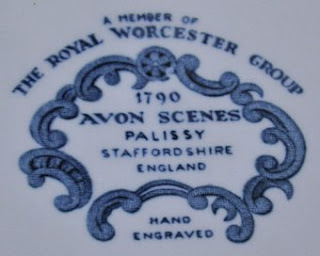 A MEMBER OF
THE ROYAL WORCESTER GROUP
1790
AVON SCENES
PALISSY
STAFFORDSHIRE
ENGLAND
HAND
ENGRAVED